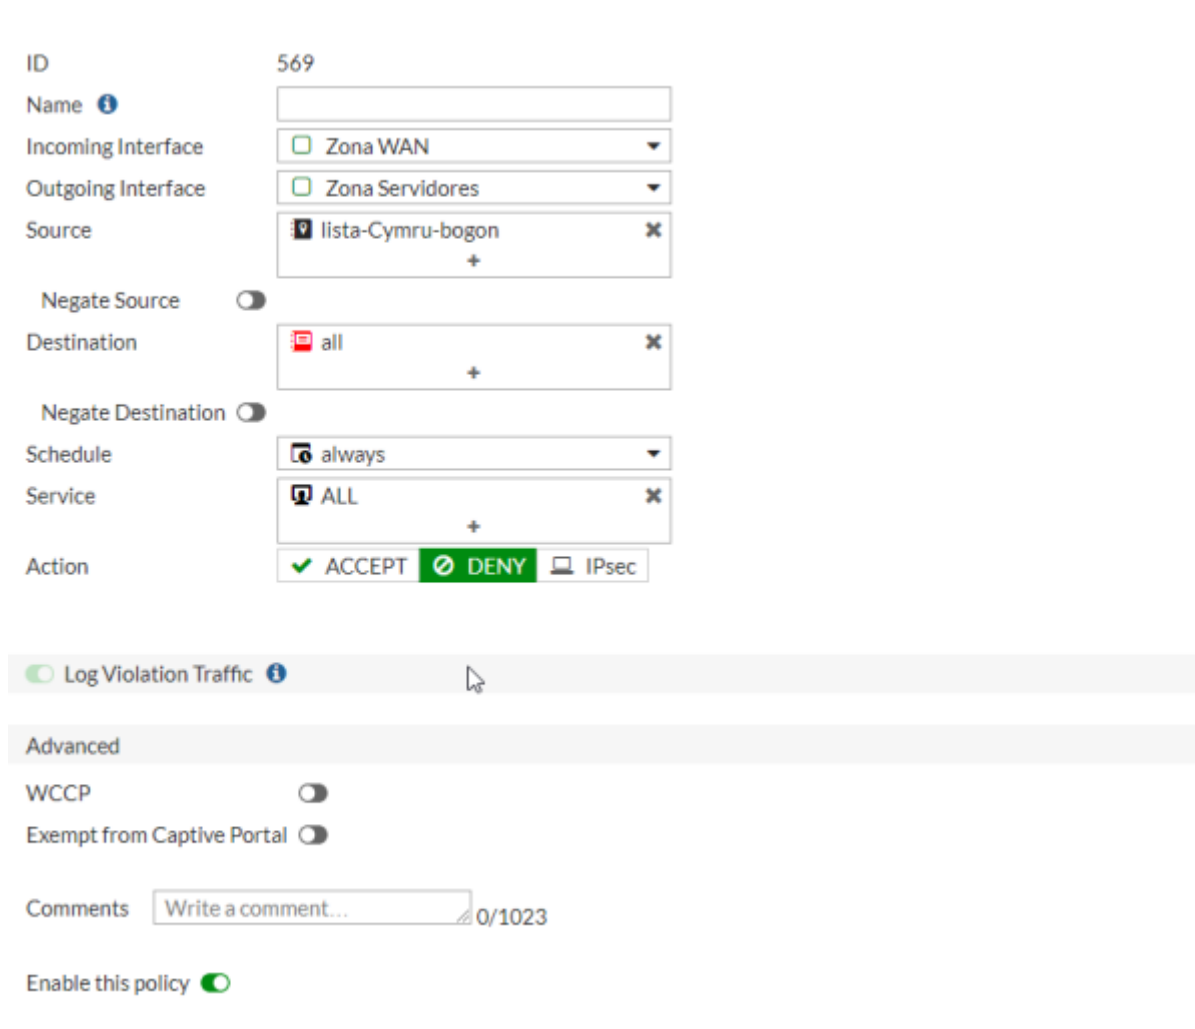 ID 569
Name
Incoming Interface Zona WAN
Outgoing Interface Zona Servidores
Source lista-Cymru-bogon
+
Negate Source
Destination all
+
Negate Destination
Schedule always
Service ALL
+
Action ACCEPT DENY IPsec
Log Violation Traffic
Advanced
WCCP
Exempt from Captive Portal
Comments Write a comment... 0/1023
Enable this policy